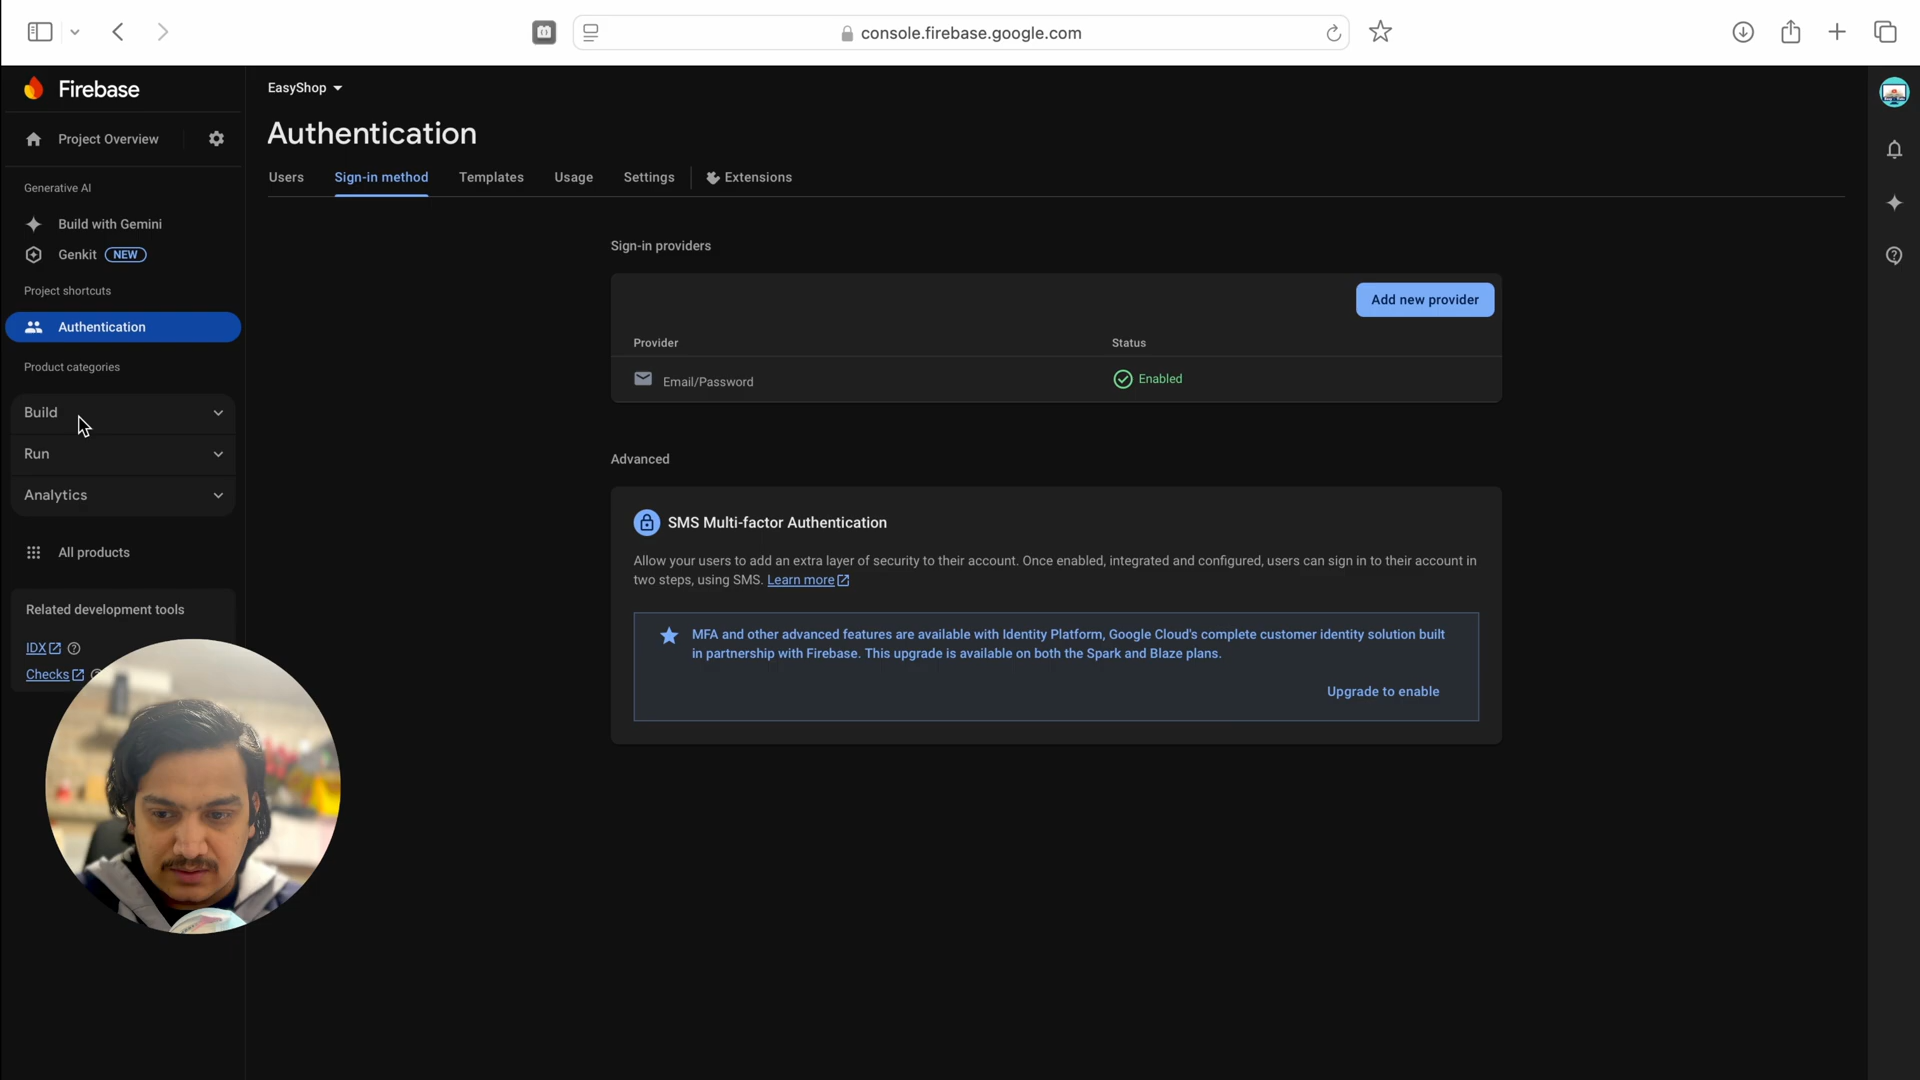 console.firebase.google.com
Firebase
Project Overview
Generative AI
Build with Gemini
Genkit NEW
Project shortcuts
Authentication
Product categories
Build
Run
Analytics
All products
Related development tools
IDX
Checks
EasyShop
Authentication
Users Sign-in method Templates Usage Settings Extensions
Sign-in providers
Add new provider
Provider Status
Email/Password Enabled
Advanced
SMS Multi-factor Authentication
Allow your users to add an extra layer of security to their account. Once enabled, integrated and configured, users can sign in to their account in
two steps, using SMS. Learn more
MFA and other advanced features are available with Identity Platform, Google Cloud's complete customer identity solution built
in partnership with Firebase. This upgrade is available on both the Spark and Blaze plans.
Upgrade to enable